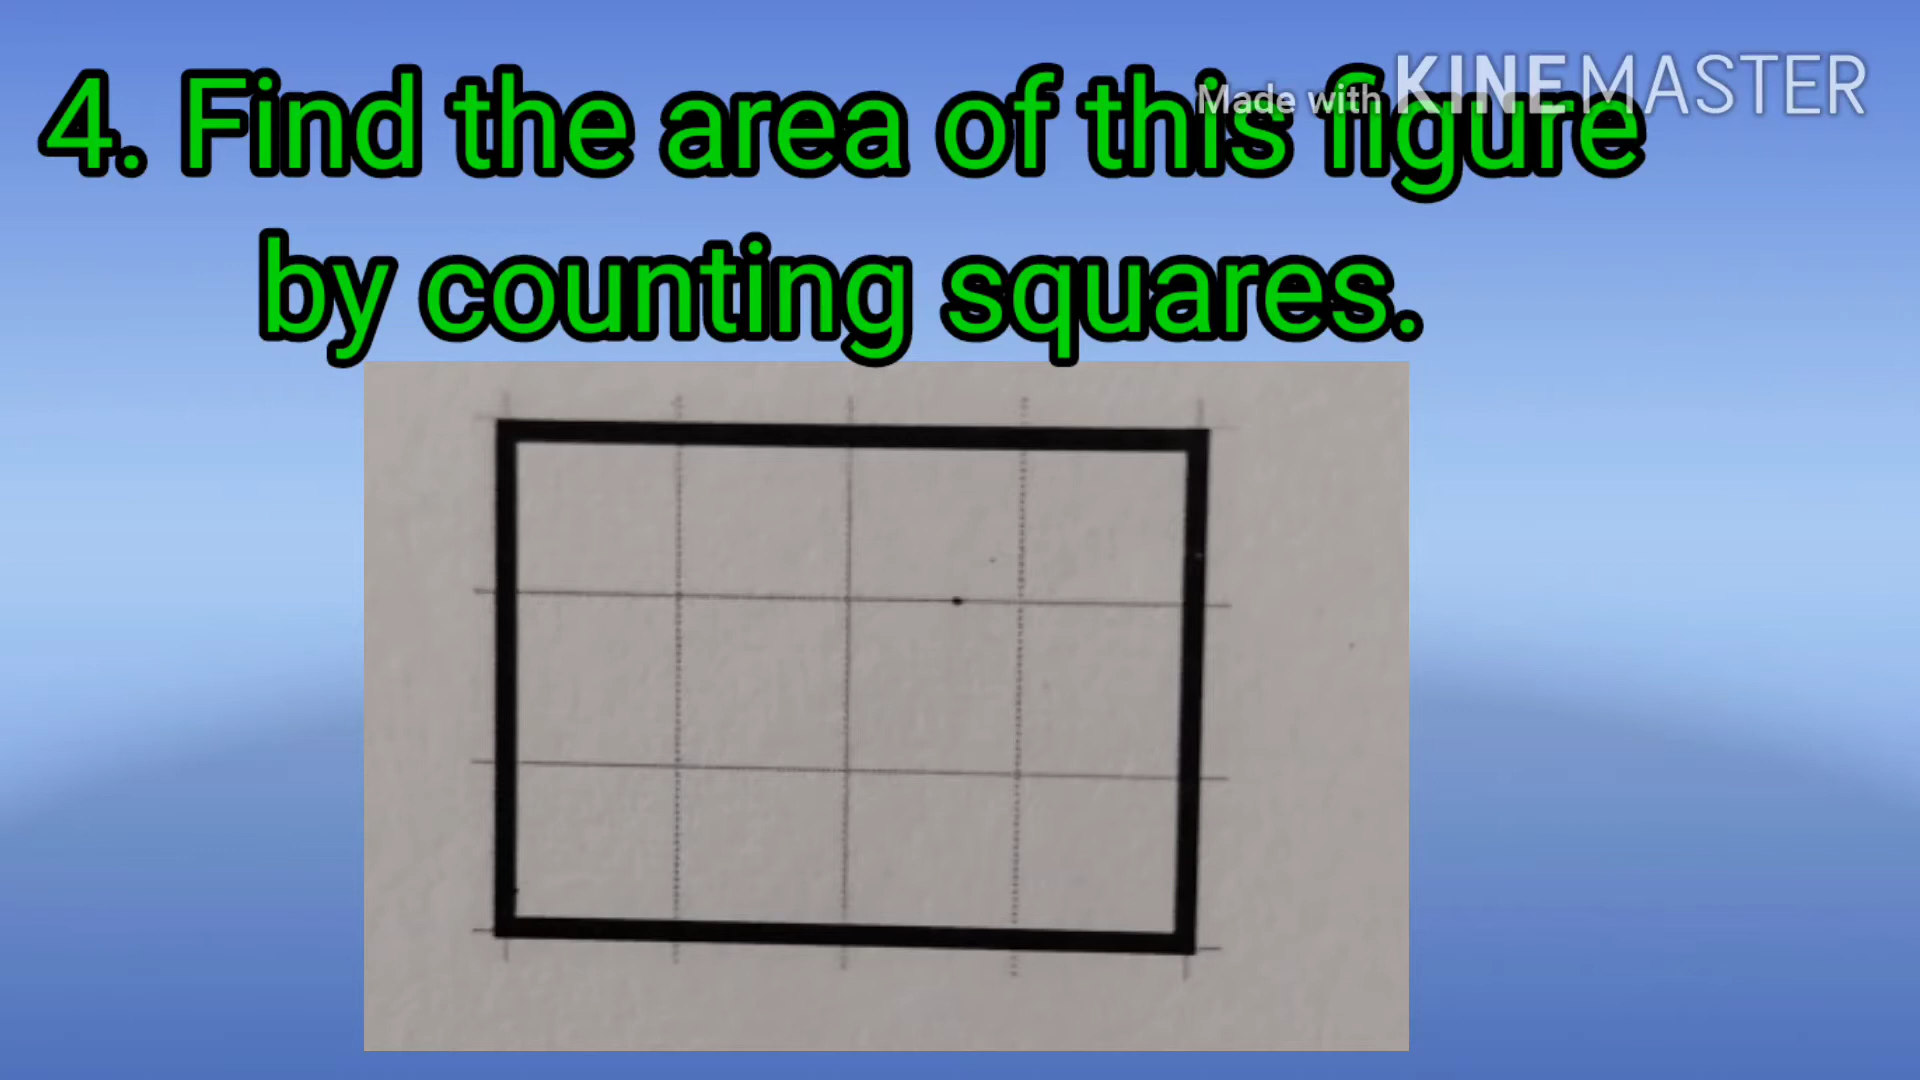 4. Find the area of this figure
Made with KINEMASTER
by counting squares.